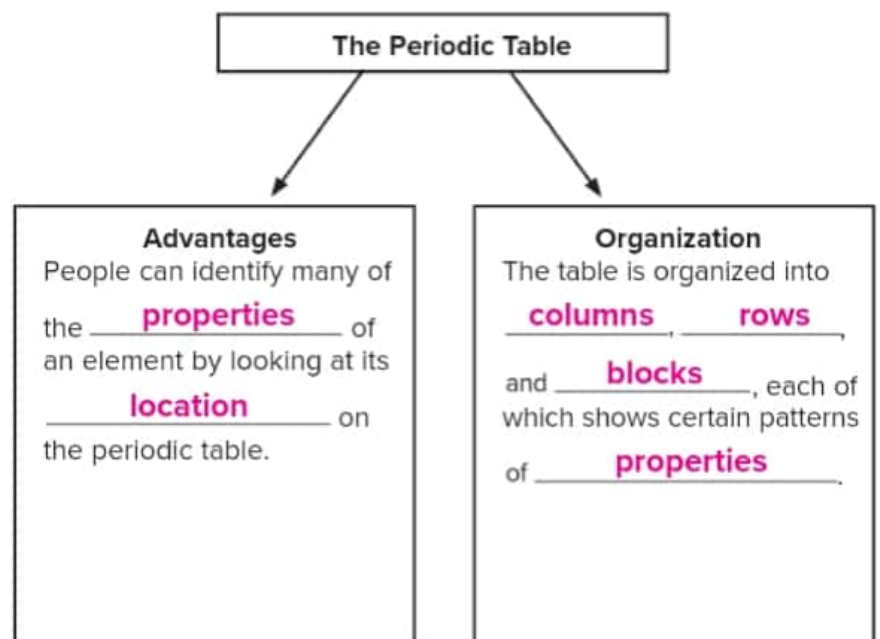 The Periodic Table
Advantages
People can identify many of
the properties of
an element by looking at its
location on
the periodic table.
Organization
The table is organized into
columns, rows,
and blocks, each of
which shows certain patterns
of properties.